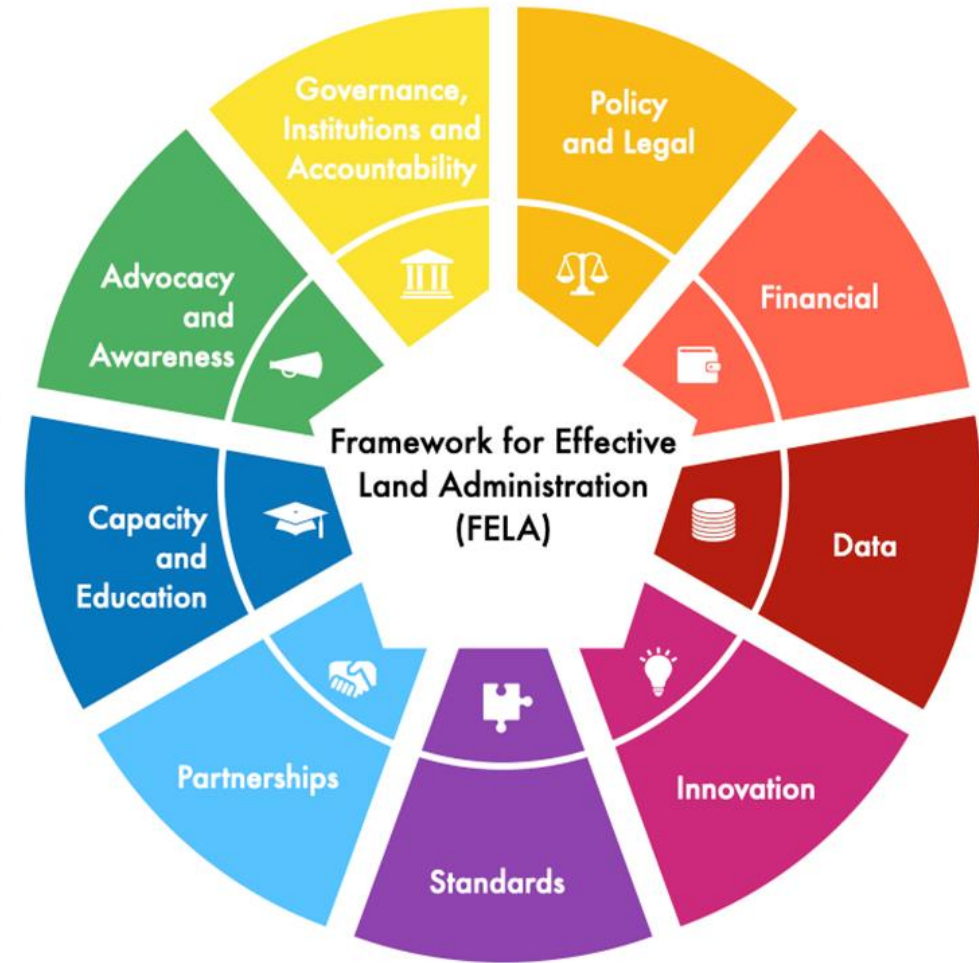 Governance,
Institutions and
Accountability
Policy
and Legal
Financial
Data
Innovation
Standards
Partnerships
Capacity
and
Education
Advocacy
and
Awareness
Framework for Effective
Land Administration
(FELA)